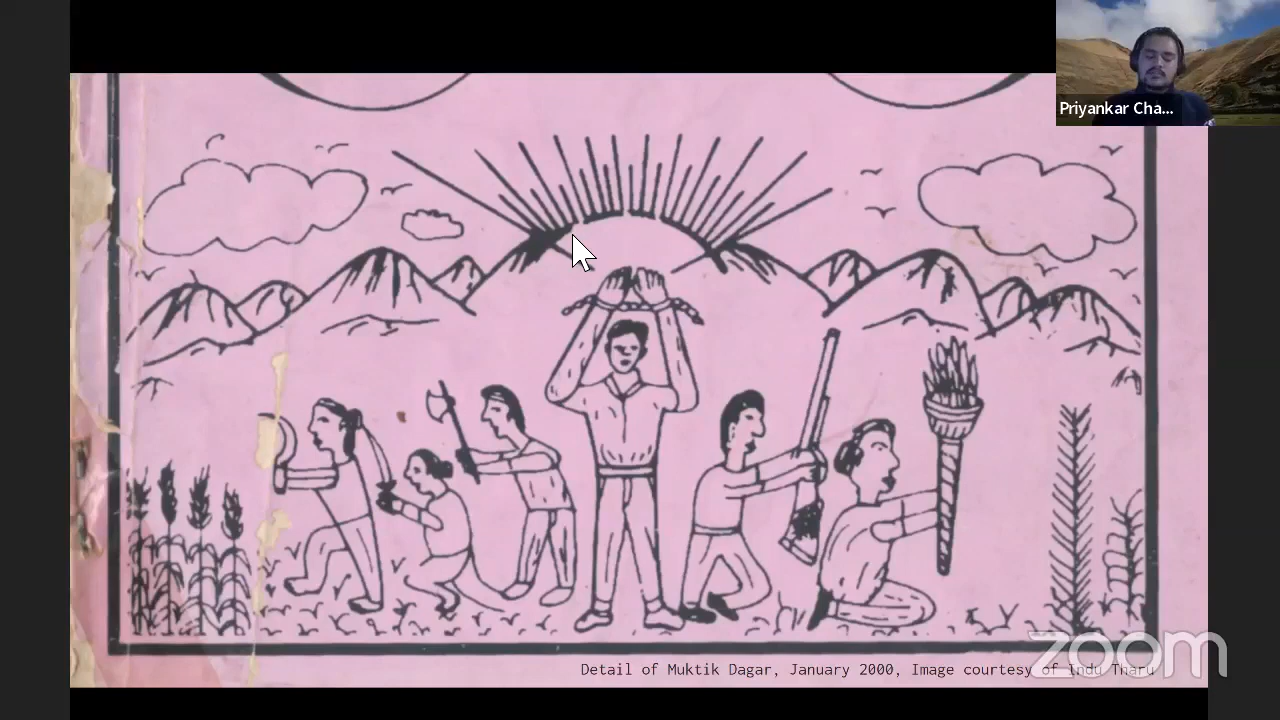 Priyankar Cha...
Detail of Muktik Dagar, January 2000, Image courtesy of Indu Tharu
zoom